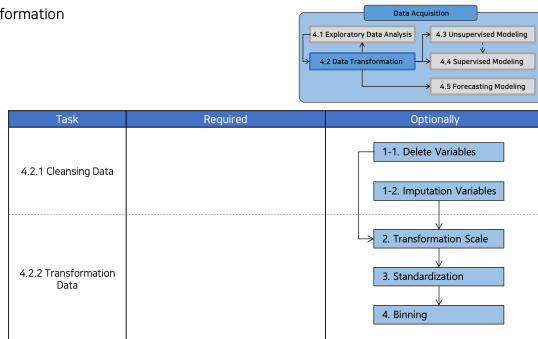 formation
Data Acquisition
4.1 Exploratory Data Analysis
4.3 Unsupervised Modeling
4.2 Data Transformation
4.4 Supervised Modeling
4.5 Forecasting Modeling
Task
Required
Optionally
4.2.1 Cleansing Data
1-1. Delete Variables
1-2. Imputation Variables
4.2.2 Transformation
Data
2. Transformation Scale
3. Standardization
4. Binning